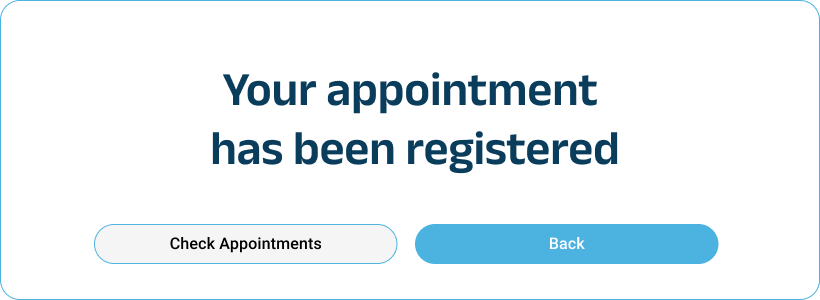 Your appointment
has been registered
Check Appointments
Back